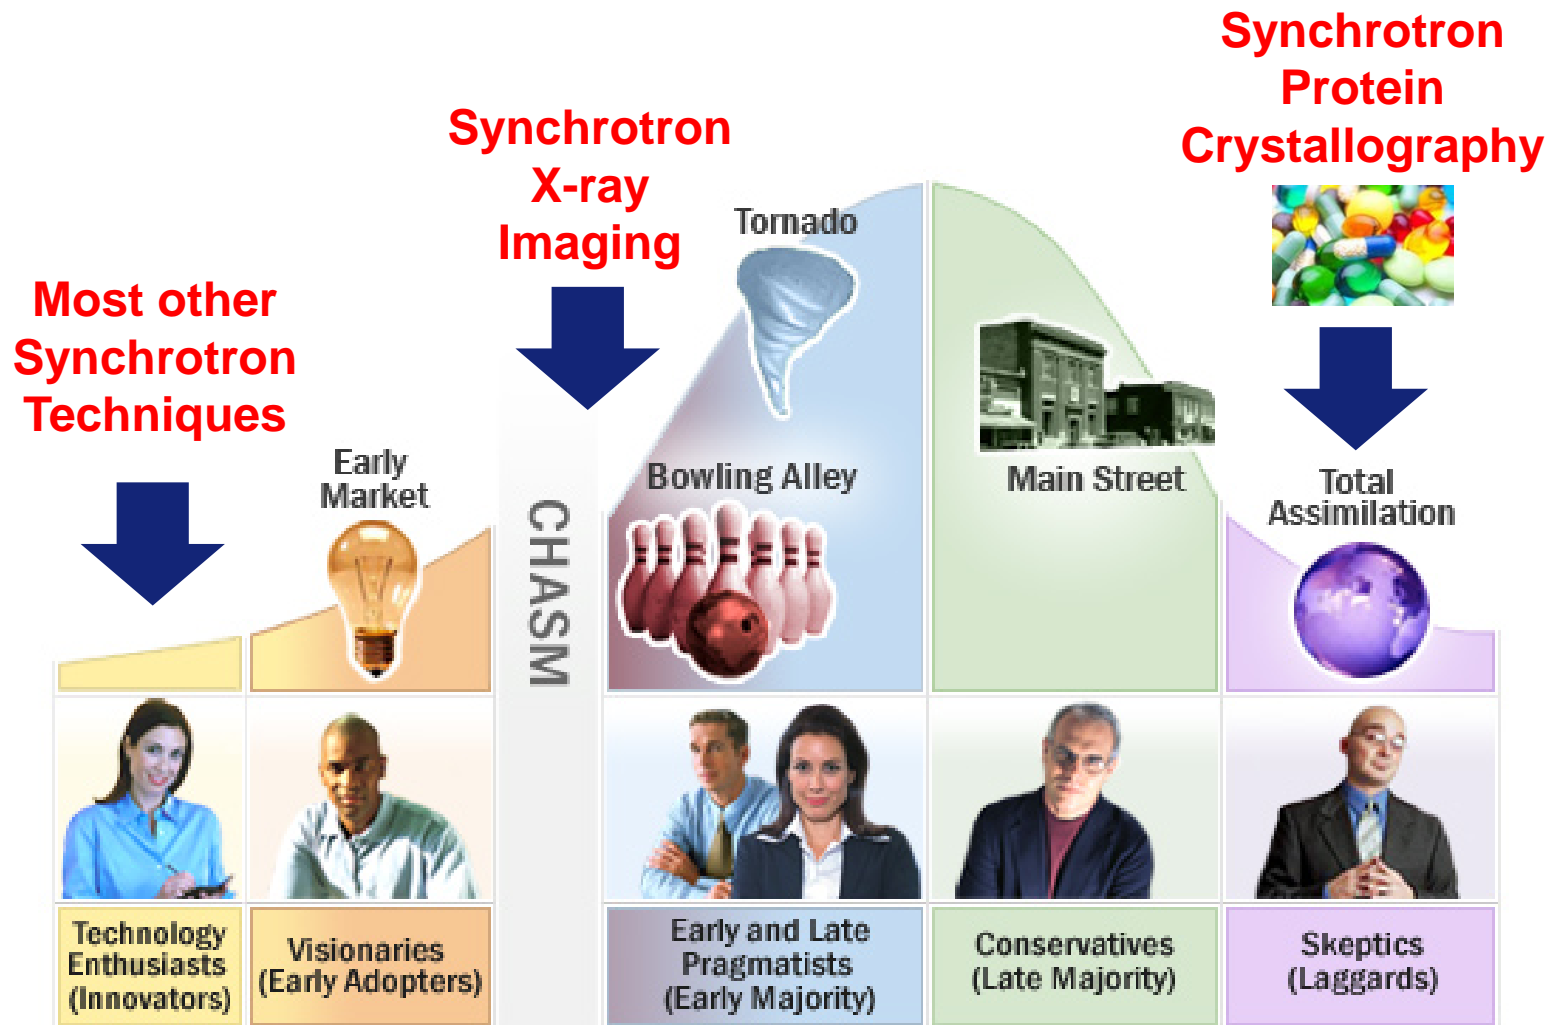 Synchrotron
Protein
Crystallography
Synchrotron
X-ray
Imaging
Most other
Synchrotron
Techniques
Tornado
Early
Market
CHASM
Bowling Alley
Main Street
Total
Assimilation
Technology
Enthusiasts
(Innovators)
Visionaries
(Early Adopters)
Early and Late
Pragmatists
(Early Majority)
Conservatives
(Late Majority)
Skeptics
(Laggards)